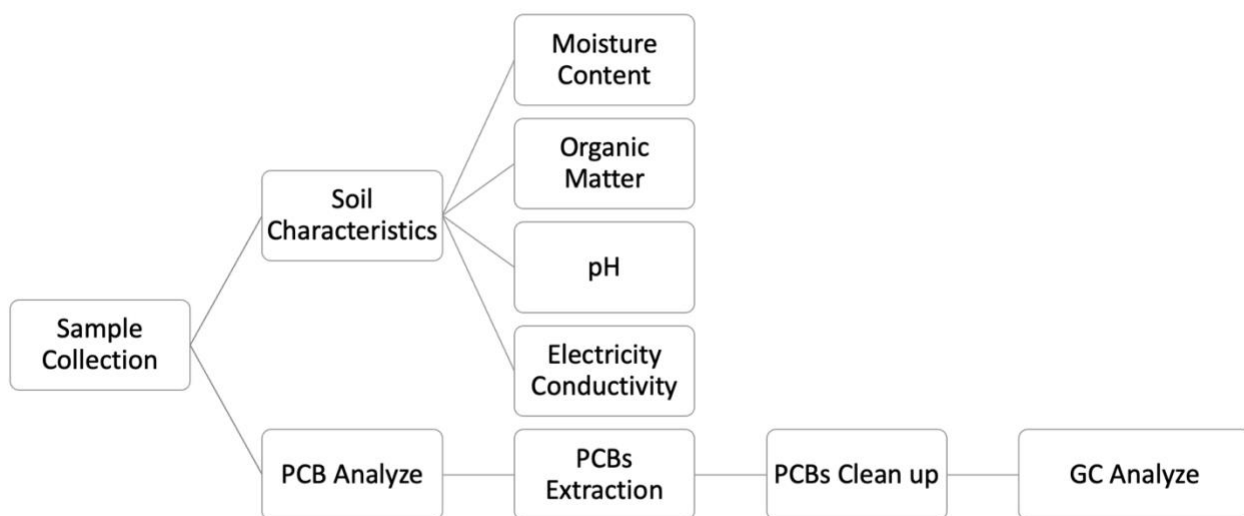 Moisture
Content
Organic
Matter
Soil
Characteristics
pH
Sample
Collection
Electricity
Conductivity
PCB Analyze
PCBs
Extraction
PCBs Clean up
GC Analyze